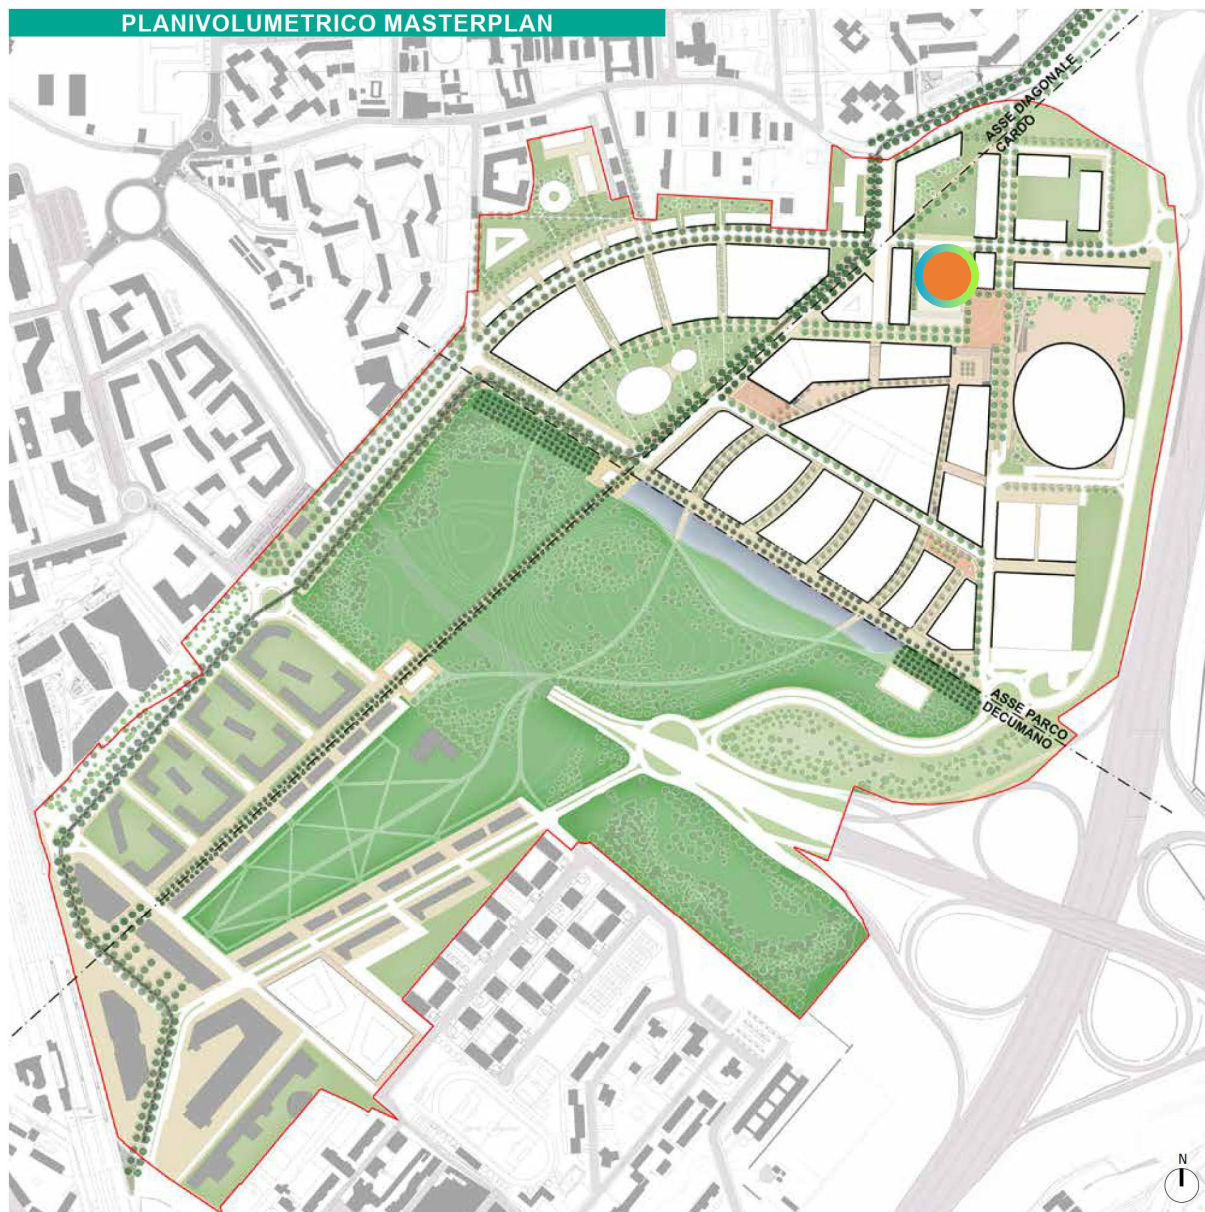 PLANIVOLUMETRICO MASTERPLAN
ASSE DIAGONALE
CARDO
ASSE PARCO
DECUMANO
N